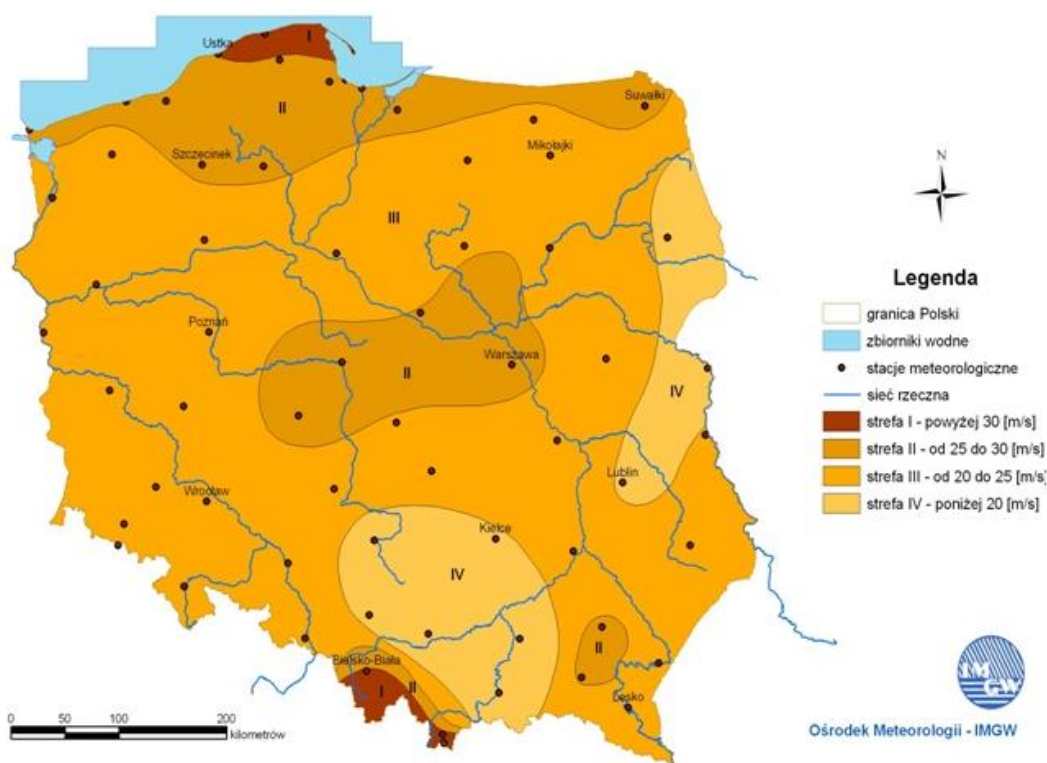 Ustka
I
II
Suwałki
Szczecinek
Mikołajki
III
N
Legenda
granica Polski
zbiorniki wodne
stacje meteorologiczne
sieć rzeczna
strefa I - powyżej 30 [m/s]
strefa II - od 25 do 30 [m/s]
strefa III - od 20 do 25 [m/s]
strefa IV - poniżej 20 [m/s]
Poznań
Warszawa
II
IV
Lublin
Wrocław
Kielce
IV
Bielsko-Biała
I
II
II
Lesko
0 50 100 200
kilometrów
IMGW
Ośrodek Meteorologii - IMGW